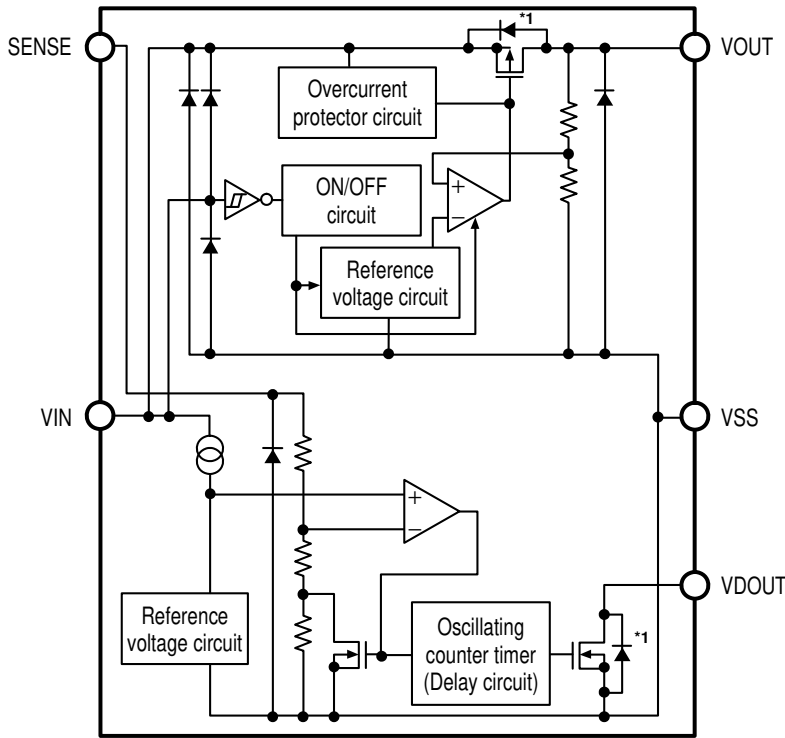 *1
SENSE
VOUT
Overcurrent
protector circuit
+
−
ON/OFF
circuit
Reference
voltage circuit
VIN
VSS
+
−
VDOUT
Reference
voltage circuit
Oscillating
counter timer
(Delay circuit)
*1